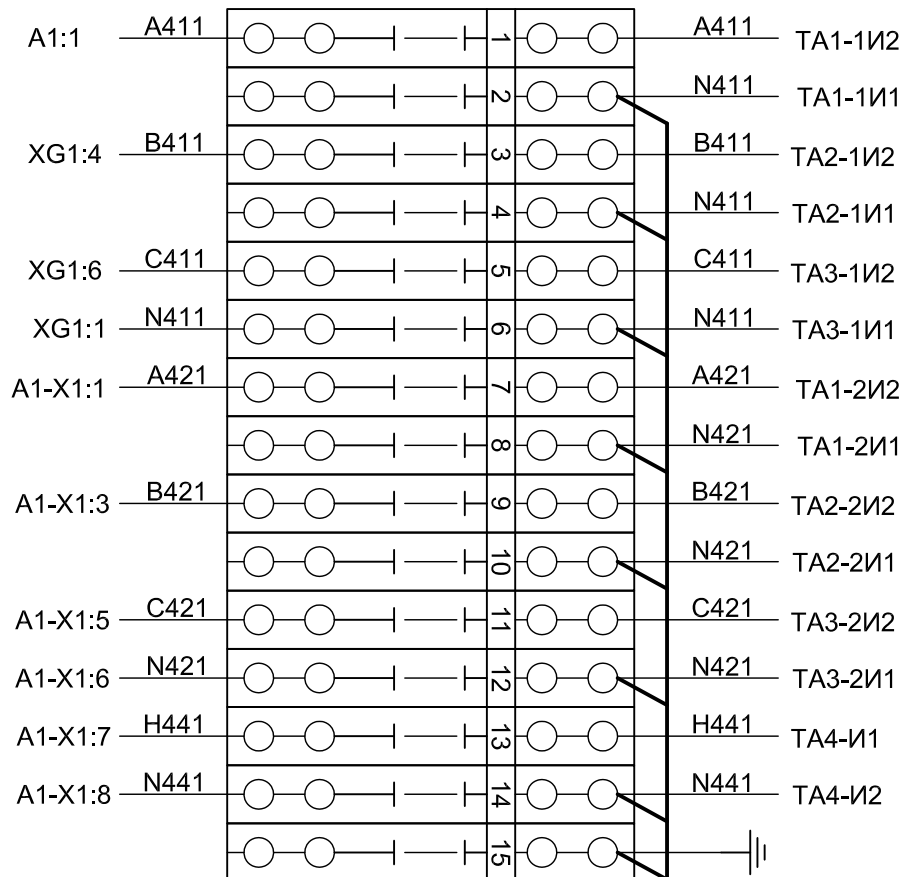 A1:1 A411 1 A411 TA1-1И2
2 N411 TA1-1И1
XG1:4 B411 3 B411 TA2-1И2
4 N411 TA2-1И1
XG1:6 C411 5 C411 TA3-1И2
XG1:1 N411 6 N411 TA3-1И1
A1-X1:1 A421 7 A421 TA1-2И2
8 N421 TA1-2И1
A1-X1:3 B421 9 B421 TA2-2И2
10 N421 TA2-2И1
A1-X1:5 C421 11 C421 TA3-2И2
A1-X1:6 N421 12 N421 TA3-2И1
A1-X1:7 H441 13 H441 TA4-И1
A1-X1:8 N441 14 N441 TA4-И2
15